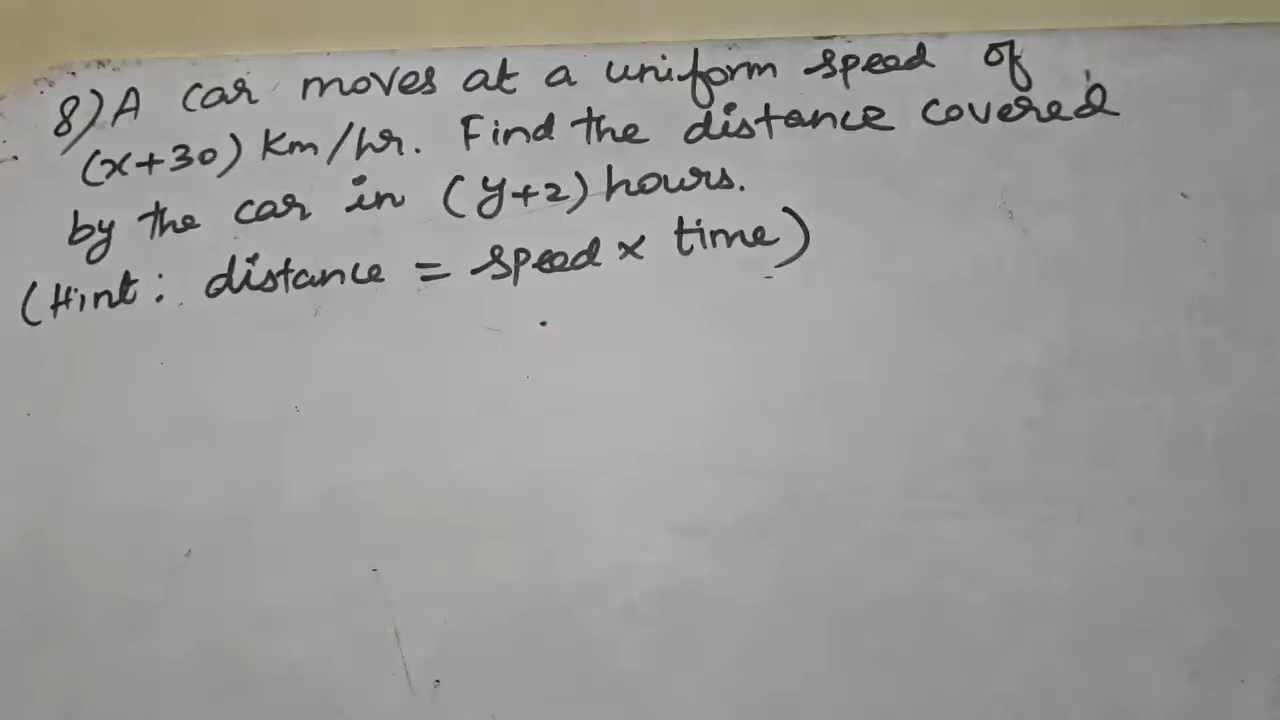 8) A car moves at a uniform speed of
(x+30) Km/hr. Find the distance covered
by the car in (y+2) hours.
(Hint: distance = speed × time)